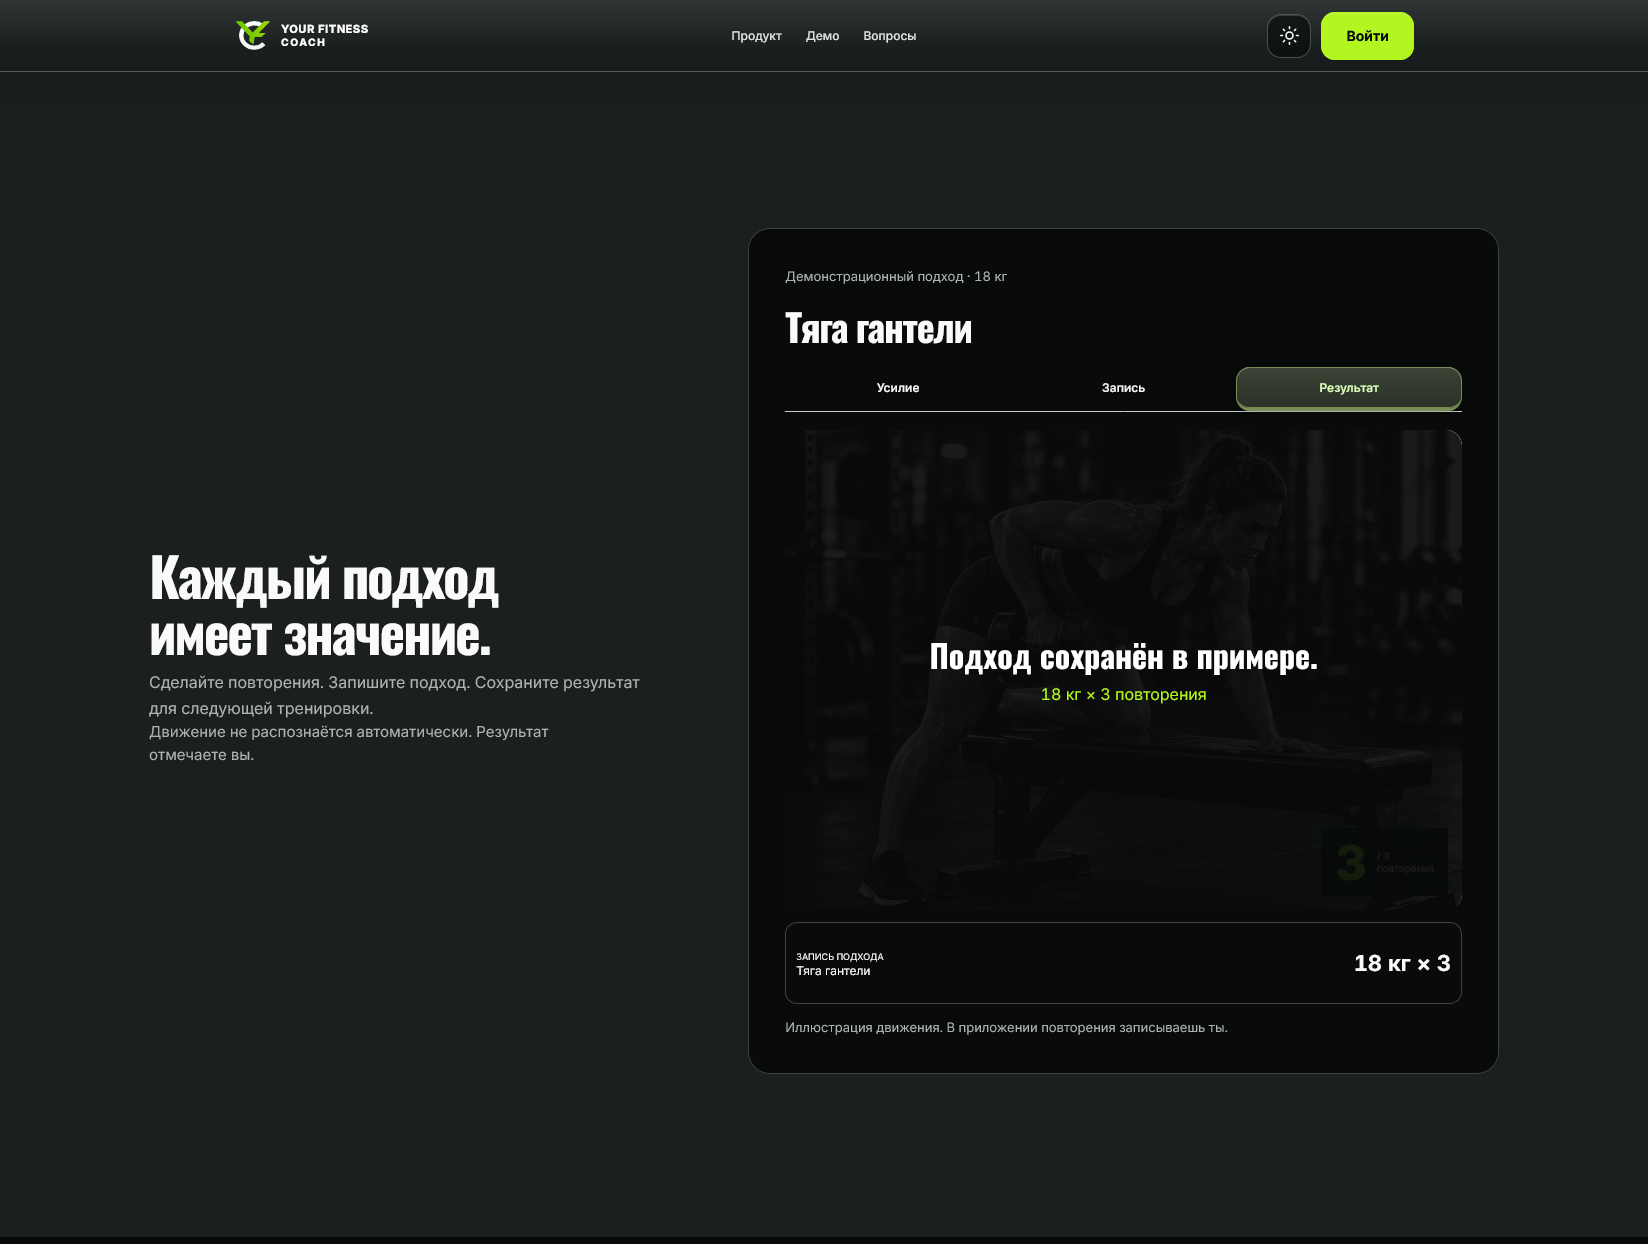 YOUR FITNESS
COACH
Продукт
Демо
Вопросы
Войти
Каждый подход
имеет значение.
Сделайте повторения. Запишите подход. Сохраните результат
для следующей тренировки.
Движение не распознаётся автоматически. Результат
отмечаете вы.
Демонстрационный подход · 18 кг
Тяга гантели
Усилие
Запись
Результат
Подход сохранён в примере.
18 кг × 3 повторения
3
/ 3
повторения
ЗАПИСЬ ПОДХОДА
Тяга гантели
18 кг × 3
Иллюстрация движения. В приложении повторения записываешь ты.